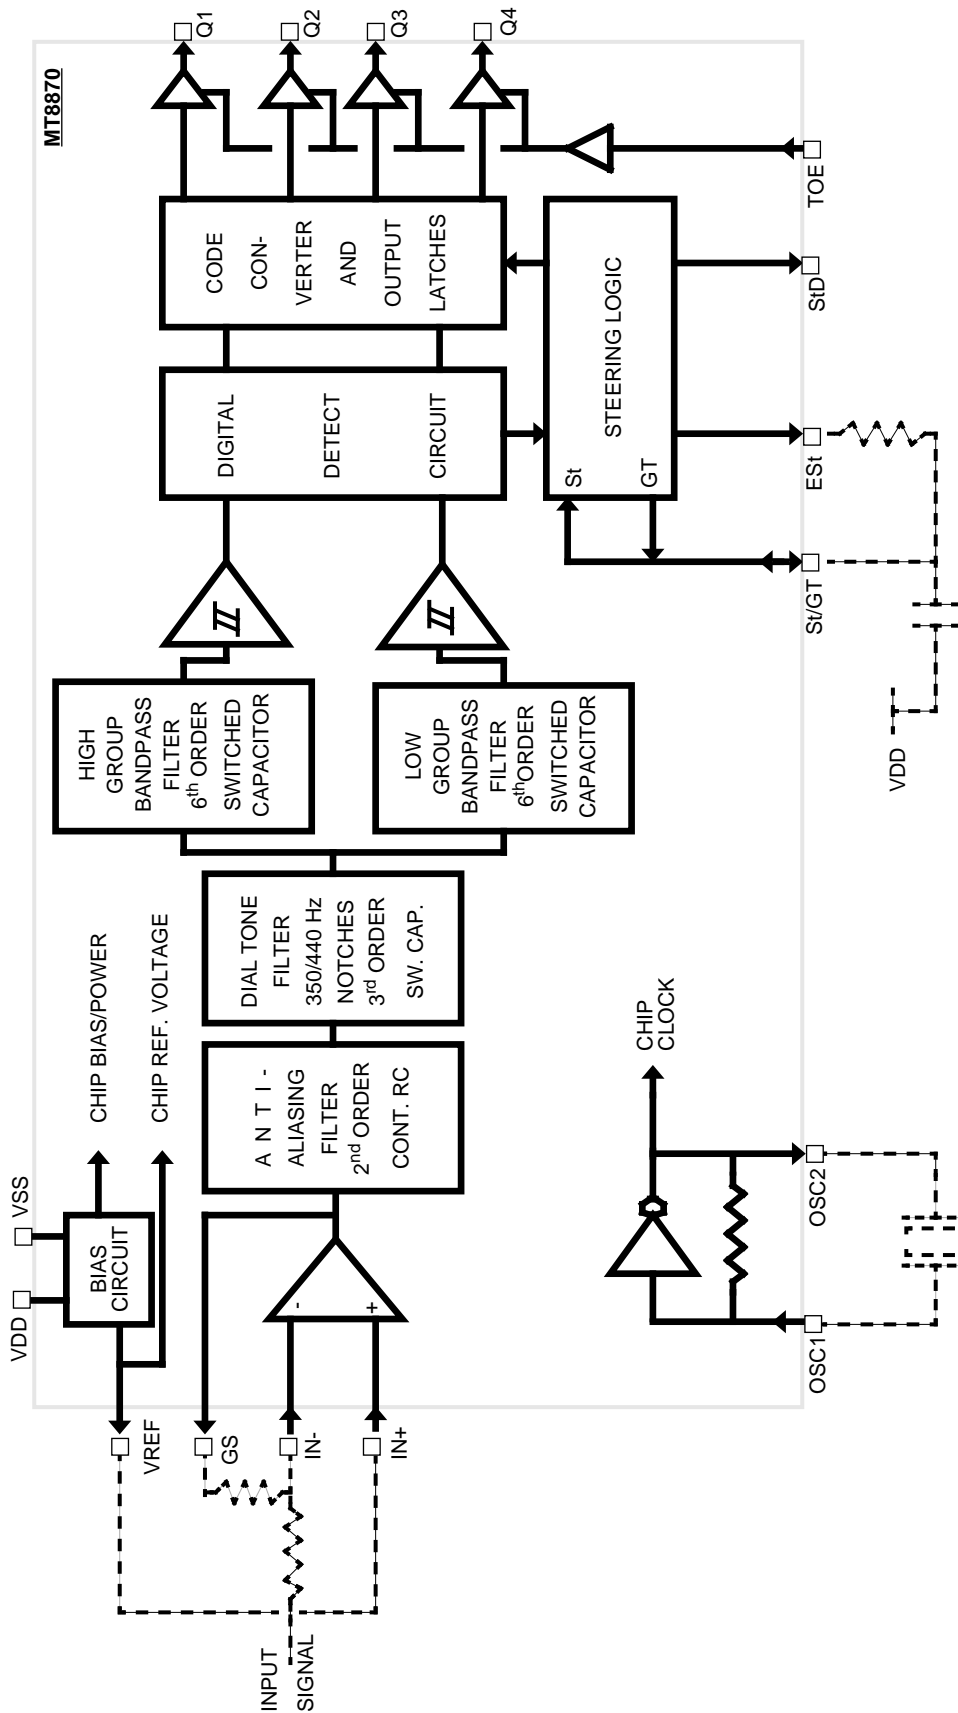 MT8870
VDD
VSS
BIAS
CIRCUIT
CHIP BIAS/POWER
CHIP REF. VOLTAGE
VREF
GS
IN-
IN+
INPUT
SIGNAL
-
+
A N T I -
ALIASING
FILTER
2nd ORDER
CONT. RC
DIAL TONE
FILTER
350/440 Hz
NOTCHES
3rd ORDER
SW. CAP.
HIGH
GROUP
BANDPASS
FILTER
6th ORDER
SWITCHED
CAPACITOR
LOW
GROUP
BANDPASS
FILTER
6thORDER
SWITCHED
CAPACITOR
DIGITAL
DETECT
CIRCUIT
CODE
CON-
VERTER
AND
OUTPUT
LATCHES
Q1
Q2
Q3
Q4
St
GT
STEERING LOGIC
CHIP
CLOCK
OSC1
OSC2
St/GT
ESt
StD
TOE
VDD